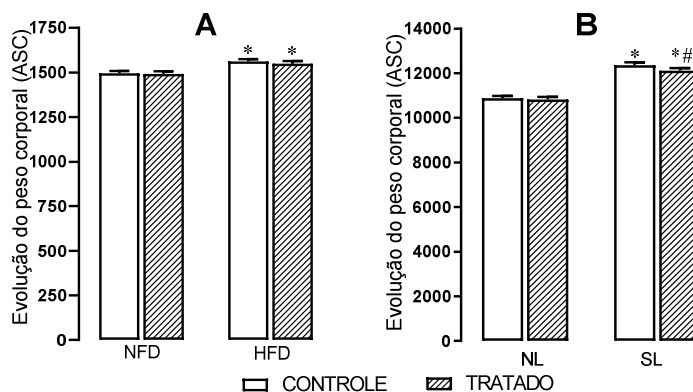 A
Evolução do peso corporal (ASC)
1750
1500
1250
1000
750
500
250
0
* *
NFD HFD
B
Evolução do peso corporal (ASC)
14000
12000
10000
8000
6000
4000
2000
0
* *#
NL SL
CONTROLE TRATADO